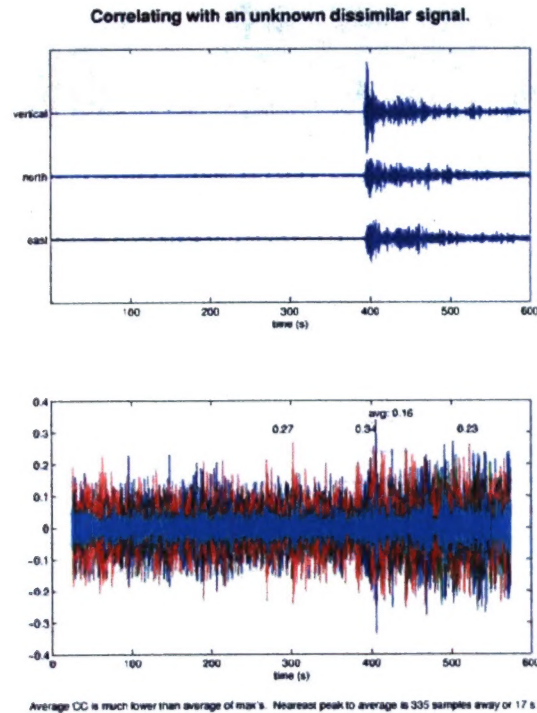 Correlating with an unknown dissimilar signal.
vertical
north
east
100 200 300 400 500 600
time (s)
avg: 0.16
0.27 0.34 0.23
0.4
0.3
0.2
0.1
0
-0.1
-0.2
-0.3
-0.4
0 100 200 300 400 500 600
time (s)
Average CC is much lower than average of max's. Neareast peak to average is 335 samples away or 17 s